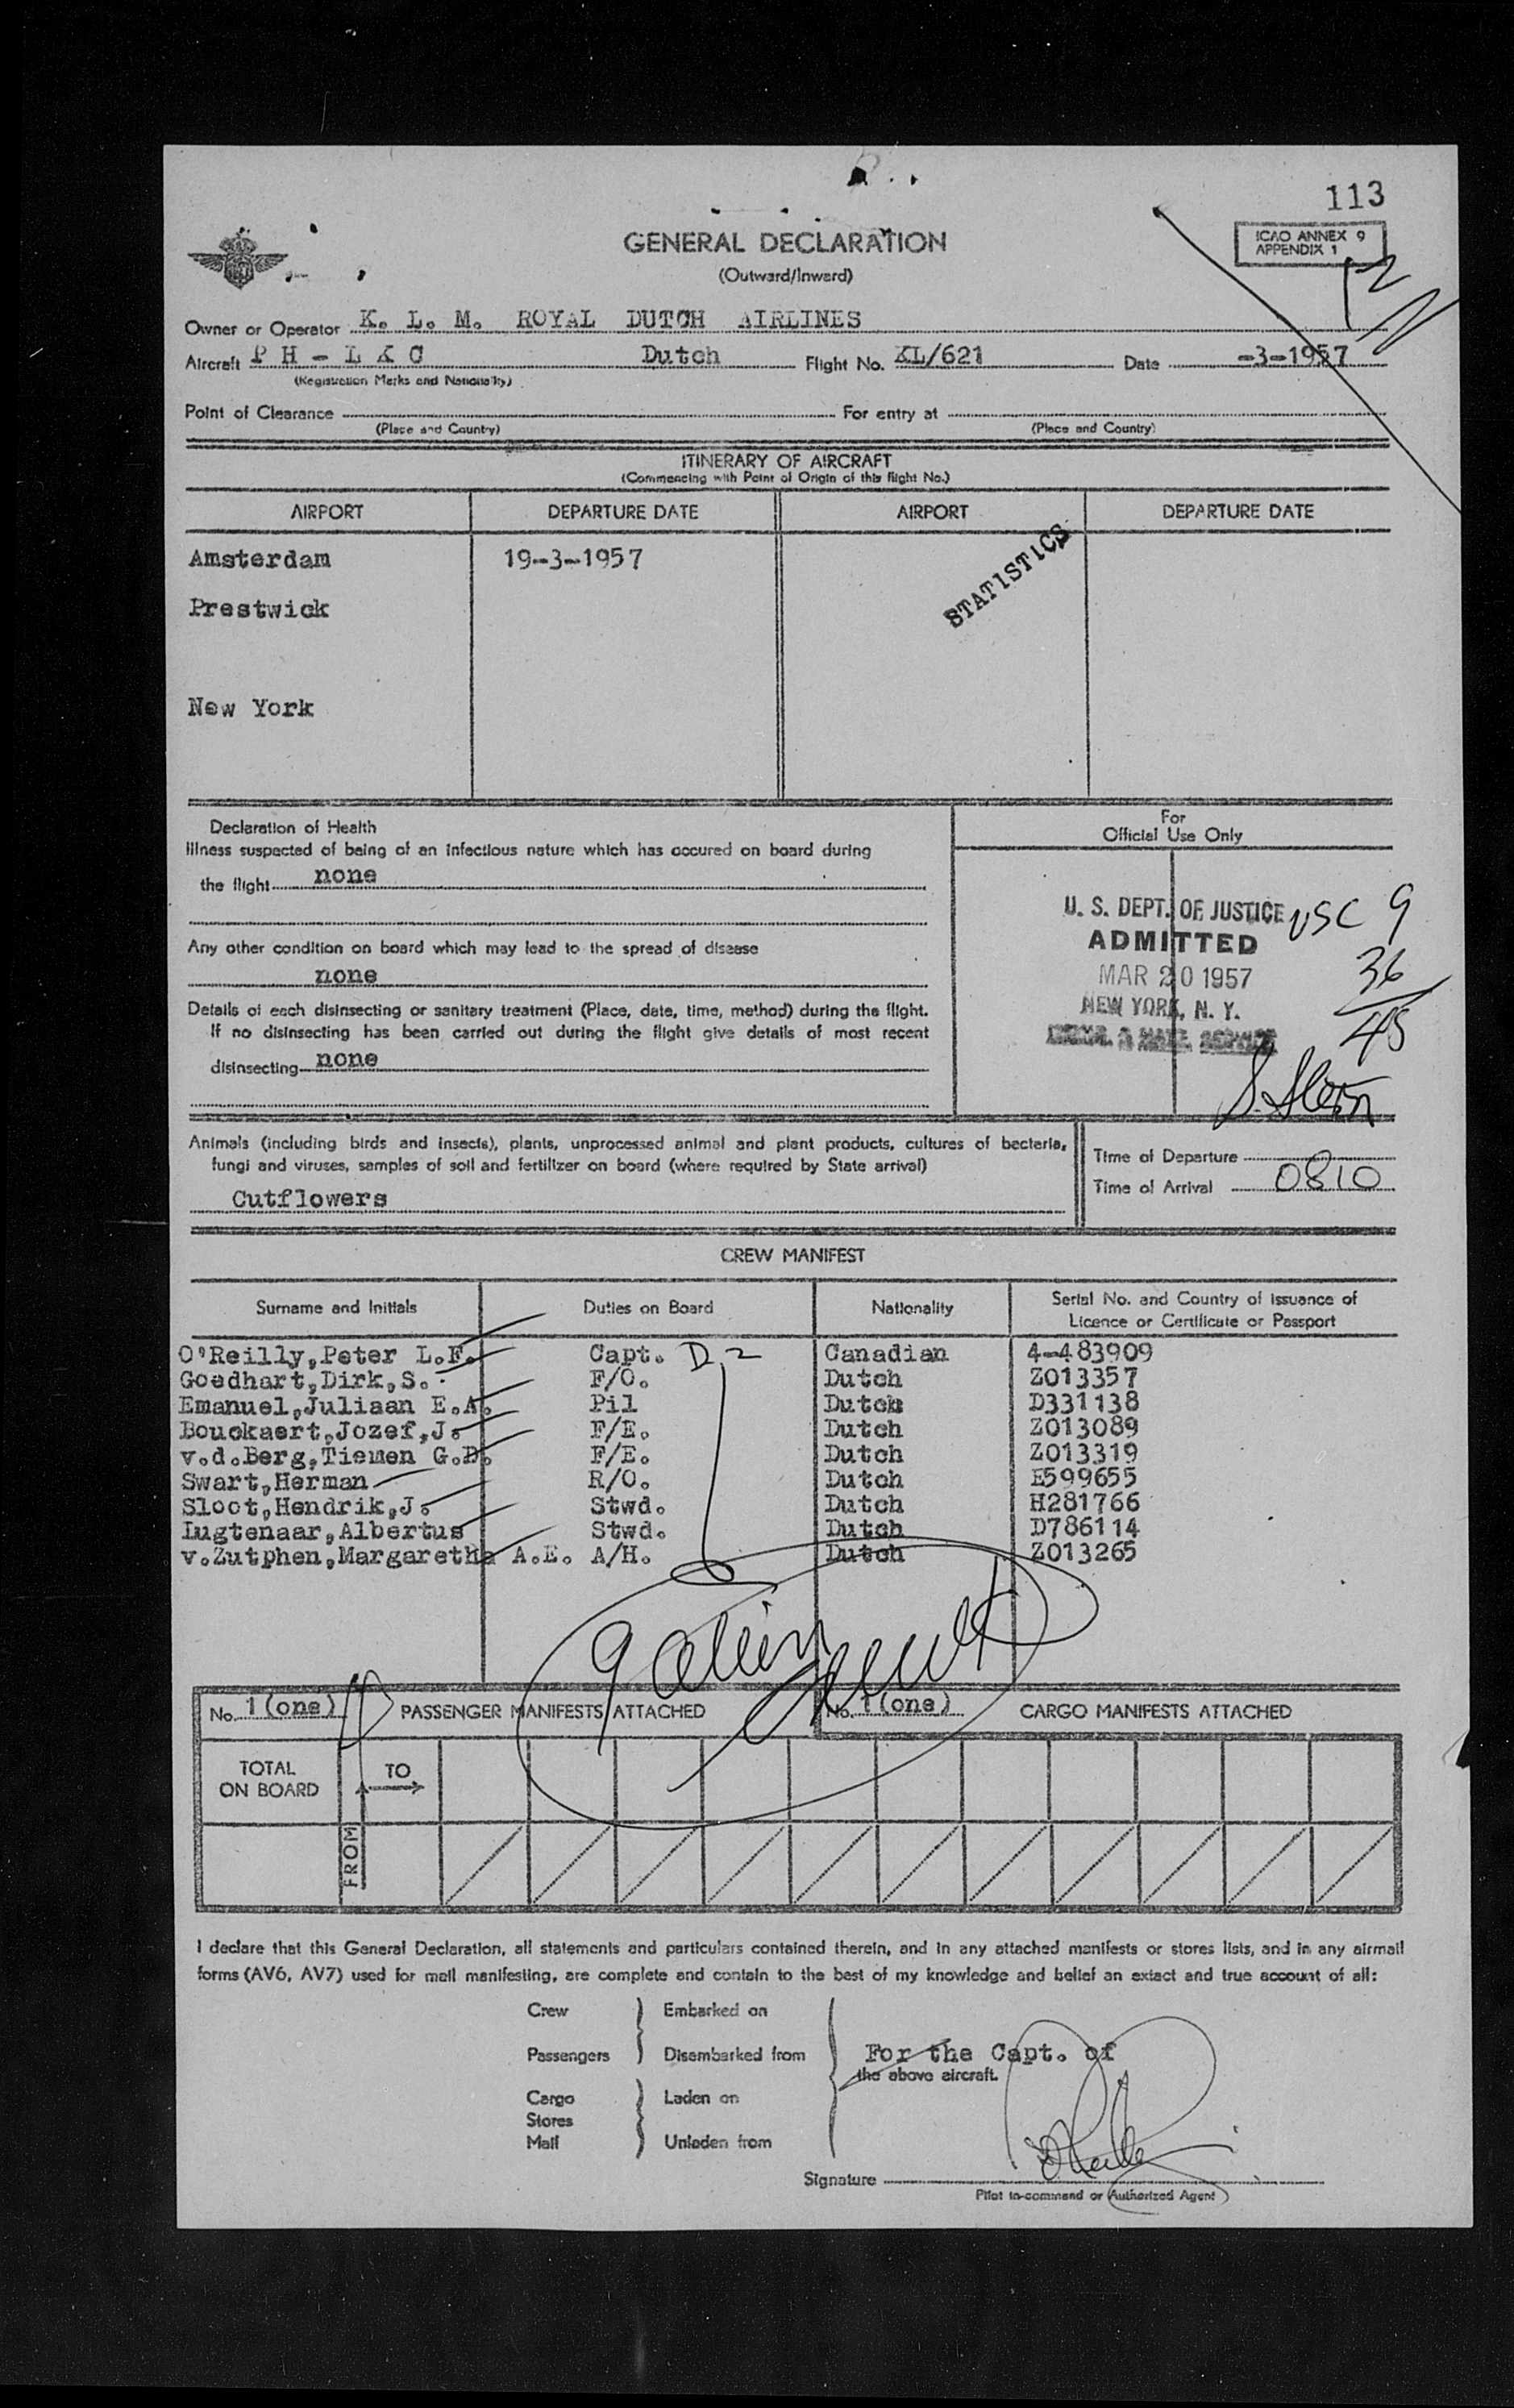 113
GENERAL DECLARATION
(Outward/Inward)
ICAO ANNEX 9
APPENDIX 1
Owner or Operator K. L. M. ROYAL DUTCH AIRLINES
Aircraft P H - L K C Dutch Flight No. KL/621 Date -3-1957
(Registration Marks and Nationality)
Point of Clearance For entry at
(Place and Country) (Place and Country)
ITINERARY OF AIRCRAFT
(Commencing with Point of Origin of this flight No.)
AIRPORT DEPARTURE DATE AIRPORT DEPARTURE DATE
Amsterdam 19-3-1957
STATISTICS
Prestwick
New York
Declaration of Health
Illness suspected of being of an infectious nature which has occured on board during
the flight none
Any other condition on board which may lead to the spread of disease
none
Details of each disinsecting or sanitary treatment (Place, date, time, method) during the flight.
If no disinsecting has been carried out during the flight give details of most recent
disinsecting none
For
Official Use Only
U. S. DEPT. OF JUSTICE USC 9
ADMITTED
MAR 20 1957 36
NEW YORK, N. Y. 45
IMMIG. & NATZ. SERVICE
S. Stern
Animals (including birds and insects), plants, unprocessed animal and plant products, cultures of bacteria,
fungi and viruses, samples of soil and fertilizer on board (where required by State arrival)
Cutflowers
Time of Departure
Time of Arrival 0810
CREW MANIFEST
Surname and Initials Duties on Board Nationality Serial No. and Country of issuance of
Licence or Certificate or Passport
O'Reilly,Peter L.F. Capt. D 2 Canadian 4-483909
Goedhart,Dirk,S. F/O. Dutch Z013357
Emanuel,Juliaan E.A. Pil Dutch D331138
Bouckaert,Jozef,J. F/E. Dutch Z013089
v.d.Berg,Tiemen G.B. F/E. Dutch Z013319
Swart,Herman R/O. Dutch E599655
Sloot,Hendrik,J. Stwd. Dutch H281766
Lugtenaar,Albertus Stwd. Dutch D786114
v.Zutphen,Margaretha A.E. A/H. Dutch Z013265
9 alien
No. 1(one) PASSENGER MANIFESTS ATTACHED No. 1(one) CARGO MANIFESTS ATTACHED
TOTAL
ON BOARD
TO
FROM
I declare that this General Declaration, all statements and particulars contained therein, and in any attached manifests or stores lists, and in any airmail
forms (AV6, AV7) used for mail manifesting, are complete and contain to the best of my knowledge and belief an extact and true account of all:
Crew Embarked on
Passengers Disembarked from For the Capt. of
the above aircraft.
Cargo Laden on
Stores
Mail Unladen from
Signature
Pilot in-command or Authorized Agent